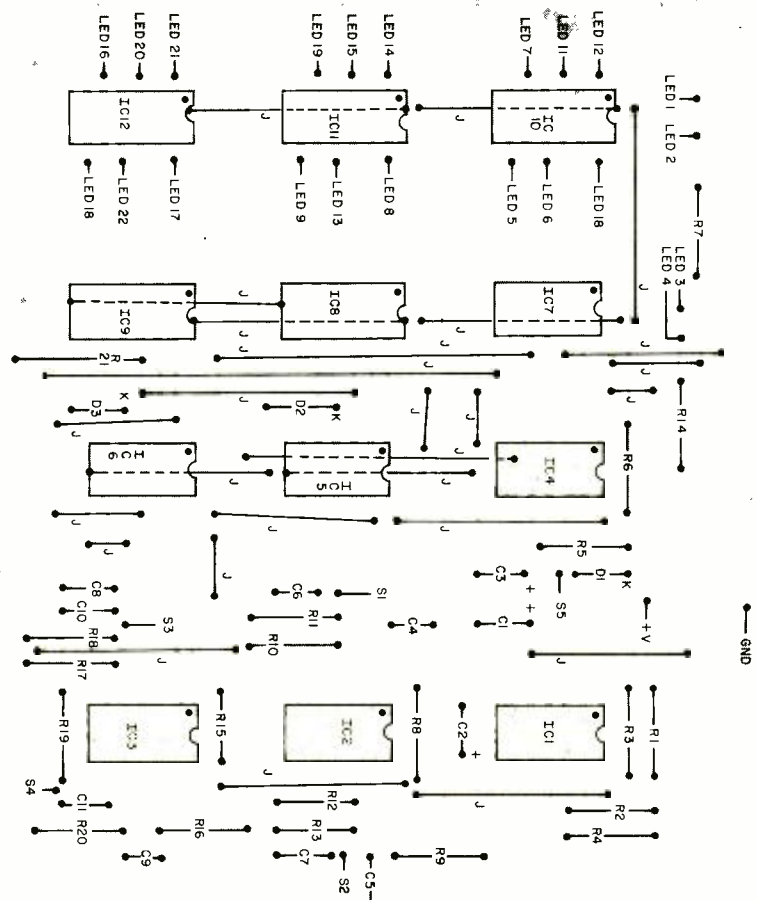 LED 16
LED 20
LED 21
LED 19
LED 15
LED 14
LED 7
LED 11
LED 12
LED 1
LED 2
IC12
J
IC11
J
IC
10
LED 18
LED 22
LED 17
LED 9
LED 13
LED 8
LED 5
LED 6
LED 18
R7
LED 3
LED 4
J
IC9
J
J
IC8
J
IC7
J
R
21
J
J
J
J
K
J
D3
J
D2
K
J
J
R14
IC
6
J
IC
5
J
IC4
R6
J
J
J
J
J
R5
C8
C10
S3
R18
J
R17
C6
S1
R11
R10
C4
C3
+
+
C1
S5
D1
K
+V
J
GND
R19
IC3
R15
IC2
R8
C2
+
IC1
R3
R1
S4
C11
R20
R16
C9
J
R12
R13
C7
S2
C5
R9
J
R2
R4